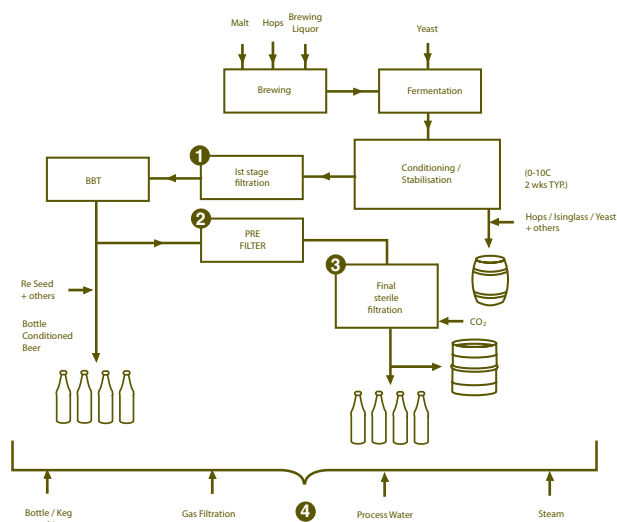 Malt
Hops
Brewing
Liquor
Yeast
Brewing
Fermentation
1
Ist stage
filtration
BBT
Conditioning /
Stabilisation
(0-10C
2 wks TYP.)
Hops / Isinglass / Yeast
+ others
2
PRE
FILTER
3
Final
sterile
filtration
CO₂
Re Seed
+ others
Bottle
Conditioned
Beer
Bottle / Keg
Gas Filtration
4
Process Water
Steam